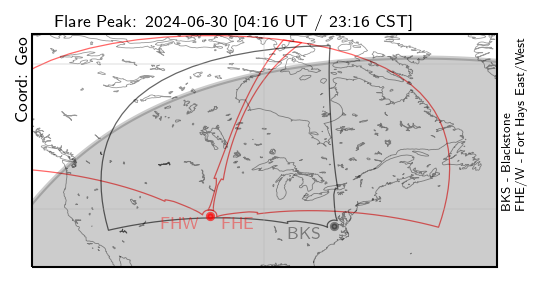 Flare Peak: 2024-06-30 [04:16 UT / 23:16 CST]
Coord: Geo
FHW
FHE
BKS
BKS - Blackstone
FHE/W - Fort Hays East/West